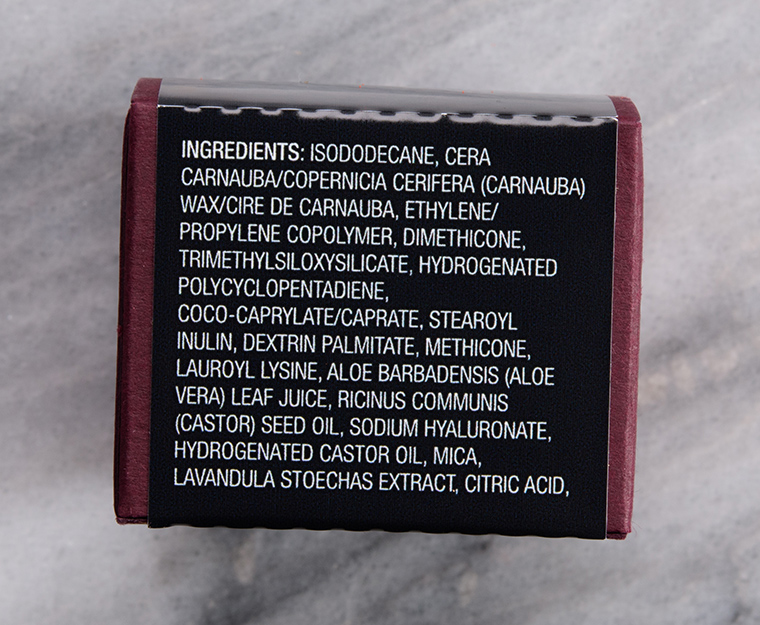 INGREDIENTS: ISODODECANE, CERA
CARNAUBA/COPERNICIA CERIFERA (CARNAUBA)
WAX/CIRE DE CARNAUBA, ETHYLENE/
PROPYLENE COPOLYMER, DIMETHICONE,
TRIMETHYLSILOXYSILICATE, HYDROGENATED
POLYCYCLOPENTADIENE,
COCO-CAPRYLATE/CAPRATE, STEAROYL
INULIN, DEXTRIN PALMITATE, METHICONE,
LAUROYL LYSINE, ALOE BARBADENSIS (ALOE
VERA) LEAF JUICE, RICINUS COMMUNIS
(CASTOR) SEED OIL, SODIUM HYALURONATE,
HYDROGENATED CASTOR OIL, MICA,
LAVANDULA STOECHAS EXTRACT., CITRIC ACID,